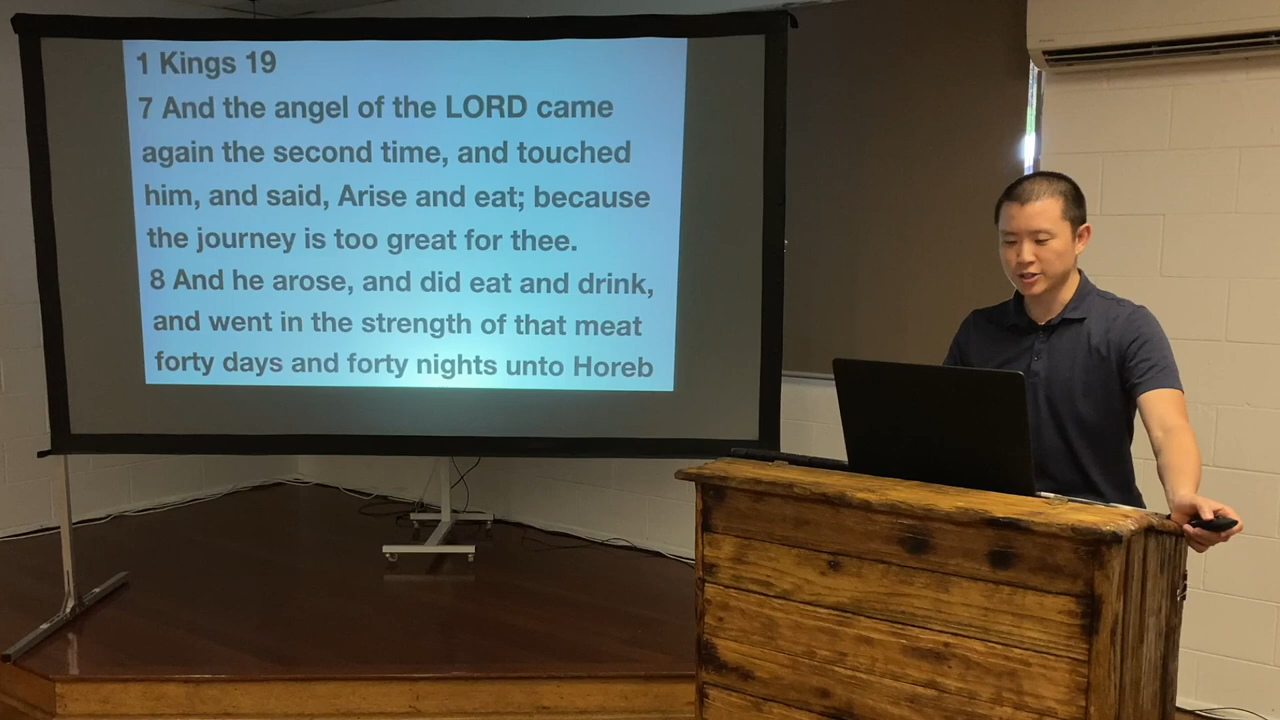 1 Kings 19
7 And the angel of the LORD came
again the second time, and touched
him, and said, Arise and eat; because
the journey is too great for thee.
8 And he arose, and did eat and drink,
and went in the strength of that meat
forty days and forty nights unto Horeb